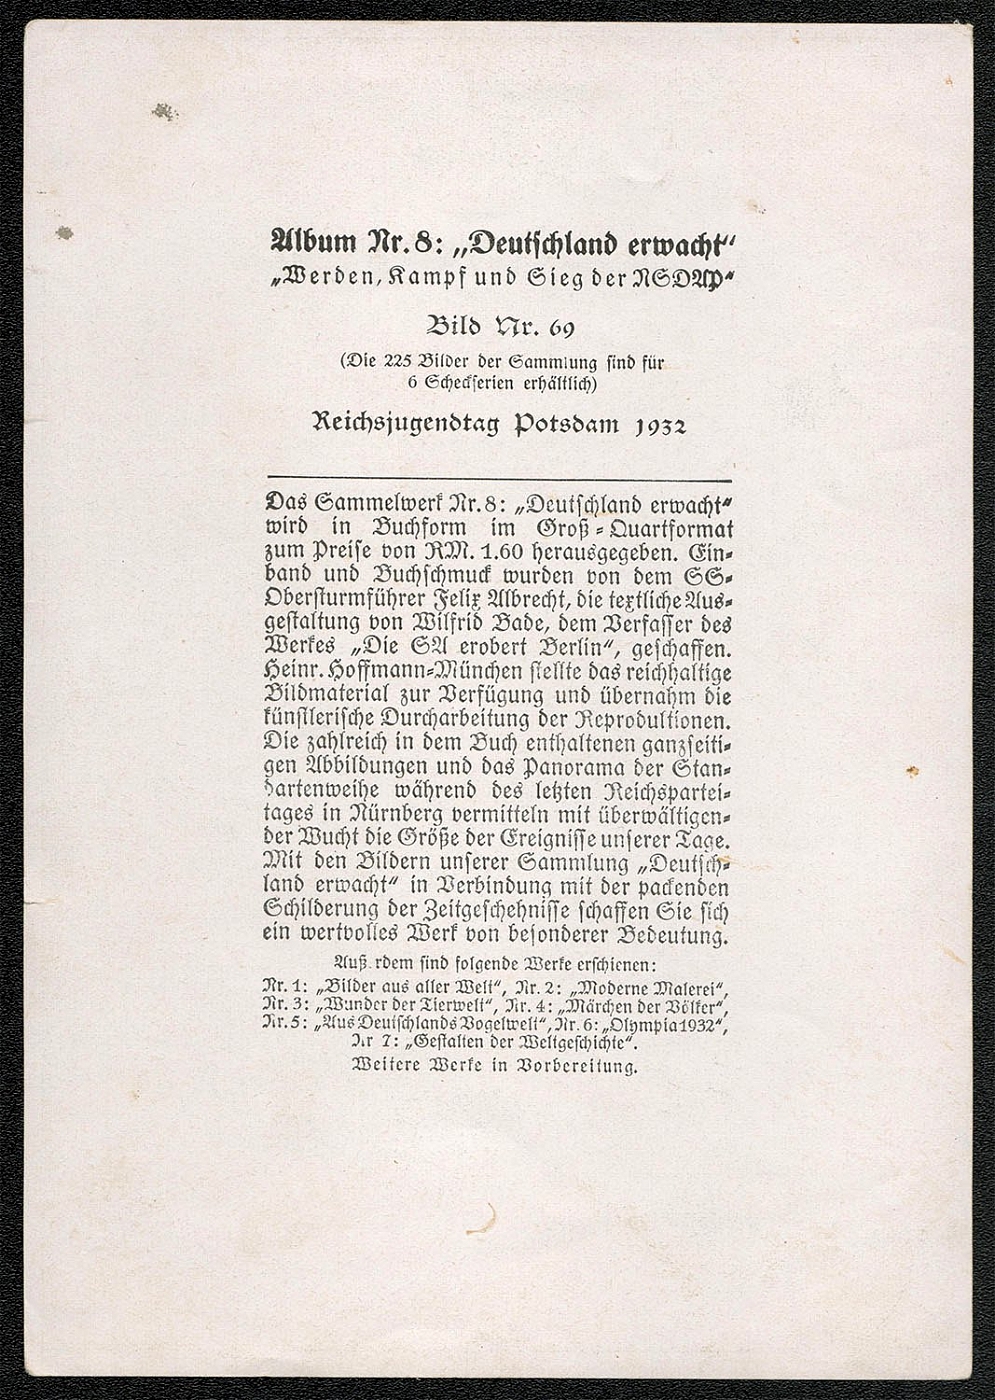 Album Nr. 8: „Deutschland erwacht“
„Werden, Kampf und Sieg der NSDAP“
Bild Nr. 69
(Die 225 Bilder der Sammlung sind für
6 Scheckserien erhältlich)
Reichsjugendtag Potsdam 1932
Das Sammelwerk Nr. 8: „Deutschland erwacht“
wird in Buchform im Groß-Quartformat
zum Preise von RM. 1.60 herausgegeben. Ein-
band und Buchschmuck wurden von dem SS-
Obersturmführer Felix Albrecht, die textliche Aus-
gestaltung von Wilfrid Bade, dem Verfasser des
Werkes „Die SA erobert Berlin“, geschaffen.
Heinr. Hoffmann-München stellte das reichhaltige
Bildmaterial zur Verfügung und übernahm die
künstlerische Durcharbeitung der Reproduktionen.
Die zahlreich in dem Buch enthaltenen ganzseiti-
gen Abbildungen und das Panorama der Stan-
dartenweihe während des letzten Reichspartei-
tages in Nürnberg vermitteln mit überwältigen-
der Wucht die Größe der Ereignisse unserer Tage.
Mit den Bildern unserer Sammlung „Deutsch-
land erwacht“ in Verbindung mit der packenden
Schilderung der Zeitgeschehnisse schaffen Sie sich
ein wertvolles Werk von besonderer Bedeutung.
Außerdem sind folgende Werke erschienen:
Nr. 1: „Bilder aus aller Welt“, Nr. 2: „Moderne Malerei“,
Nr. 3: „Wunder der Tierwelt“, Nr. 4: „Märchen der Völker“,
Nr. 5: „Aus Deutschlands Vogelwelt“, Nr. 6: „Olympia 1932“,
Nr 7: „Gestalten der Weltgeschichte“.
Weitere Werke in Vorbereitung.